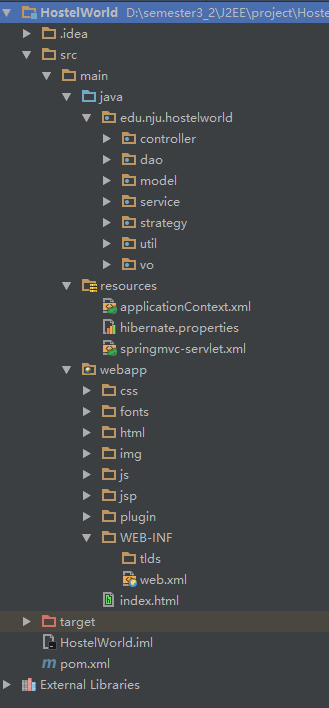 HostelWorld D:\semester3_2\J2EE\project\Hoste
.idea
src
main
java
edu.nju.hostelworld
controller
dao
model
service
strategy
util
vo
resources
applicationContext.xml
hibernate.properties
springmvc-servlet.xml
webapp
css
fonts
html
img
js
jsp
plugin
WEB-INF
tlds
web.xml
index.html
target
HostelWorld.iml
pom.xml
External Libraries